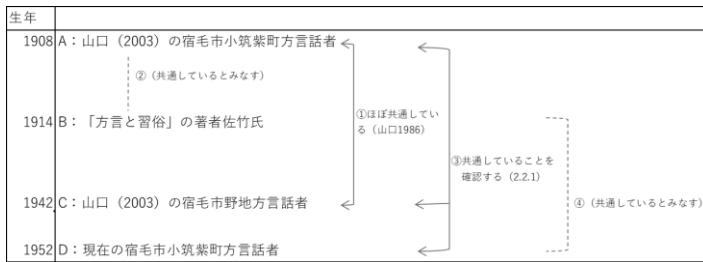 生年
1908 A：山口（2003）の宿毛市小筑紫町方言話者
②（共通しているとみなす）
1914 B：「方言と習俗」の著者佐竹氏
①ほぼ共通してい
る（山口1986）
③共通していることを
確認する（2.2.1）
1942 C：山口（2003）の宿毛市野地方言話者
④（共通しているとみなす）
1952 D：現在の宿毛市小筑紫町方言話者